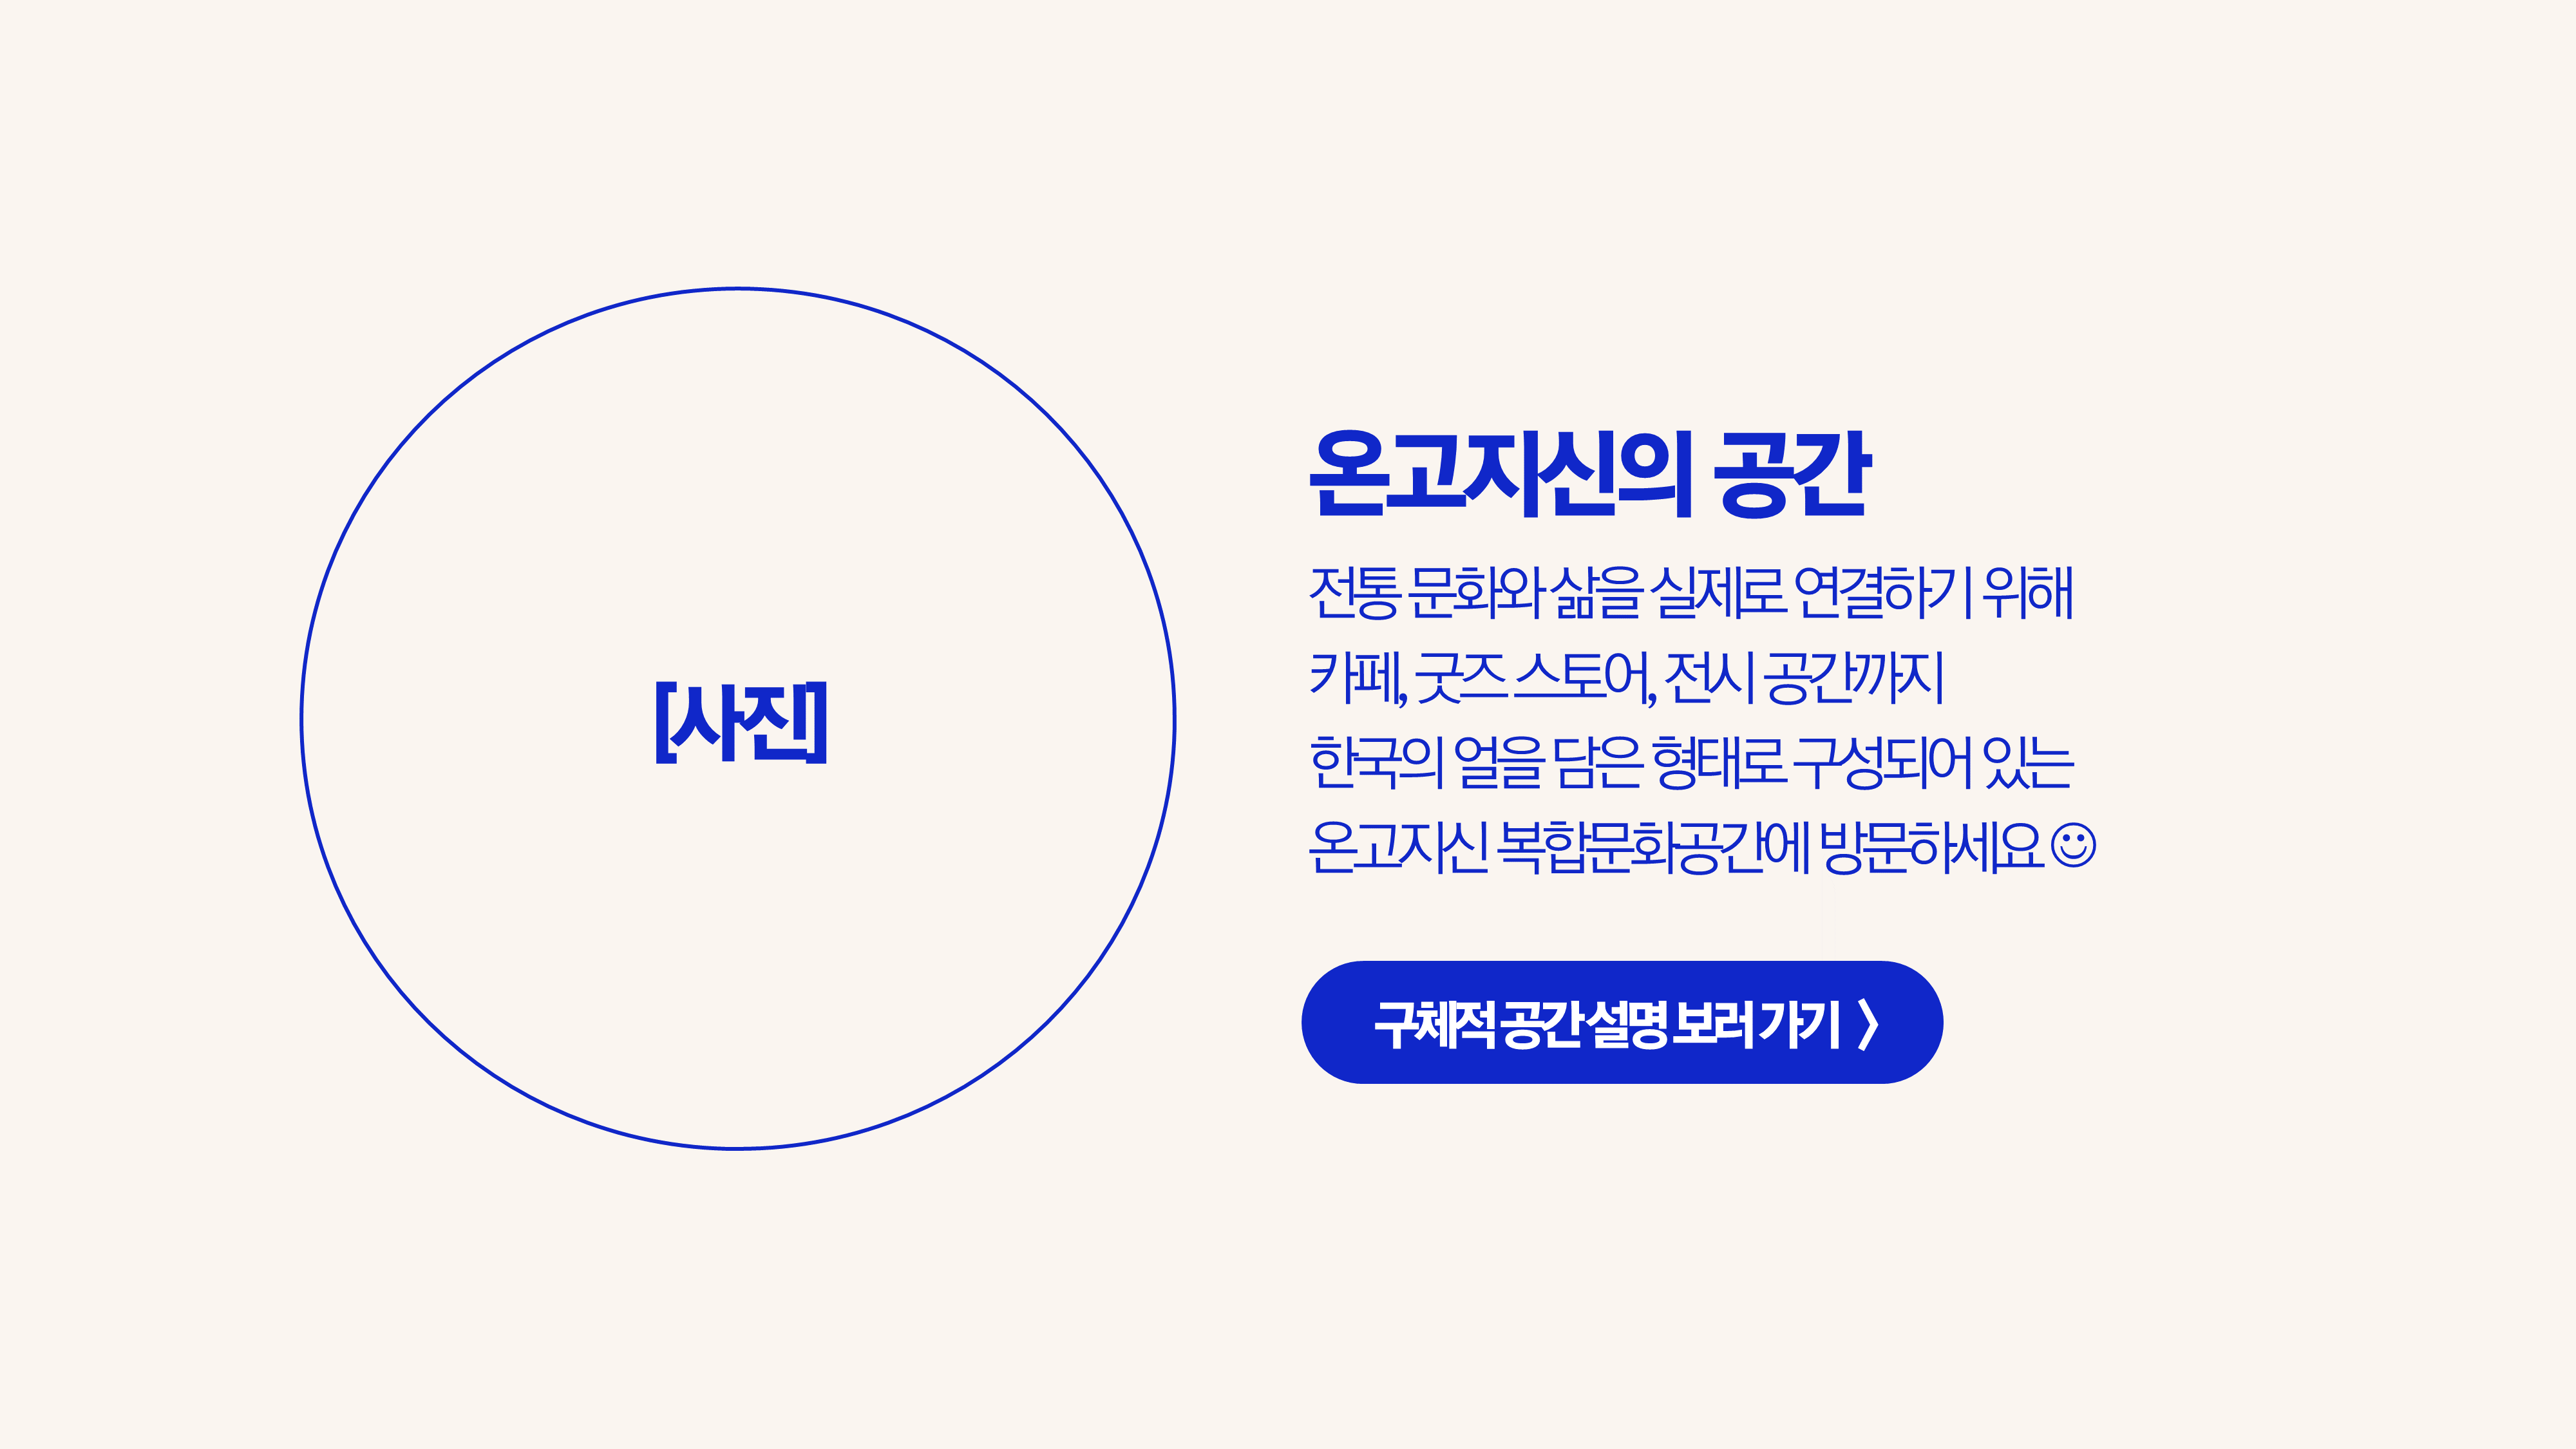 [사진]
온고지신의 공간
전통 문화와 삶을 실제로 연결하기 위해
카페, 굿즈 스토어, 전시 공간까지
한국의 얼을 담은 형태로 구성되어 있는
온고지신 복합문화공간에 방문하세요☺
구체적 공간 설명 보러 가기 〉